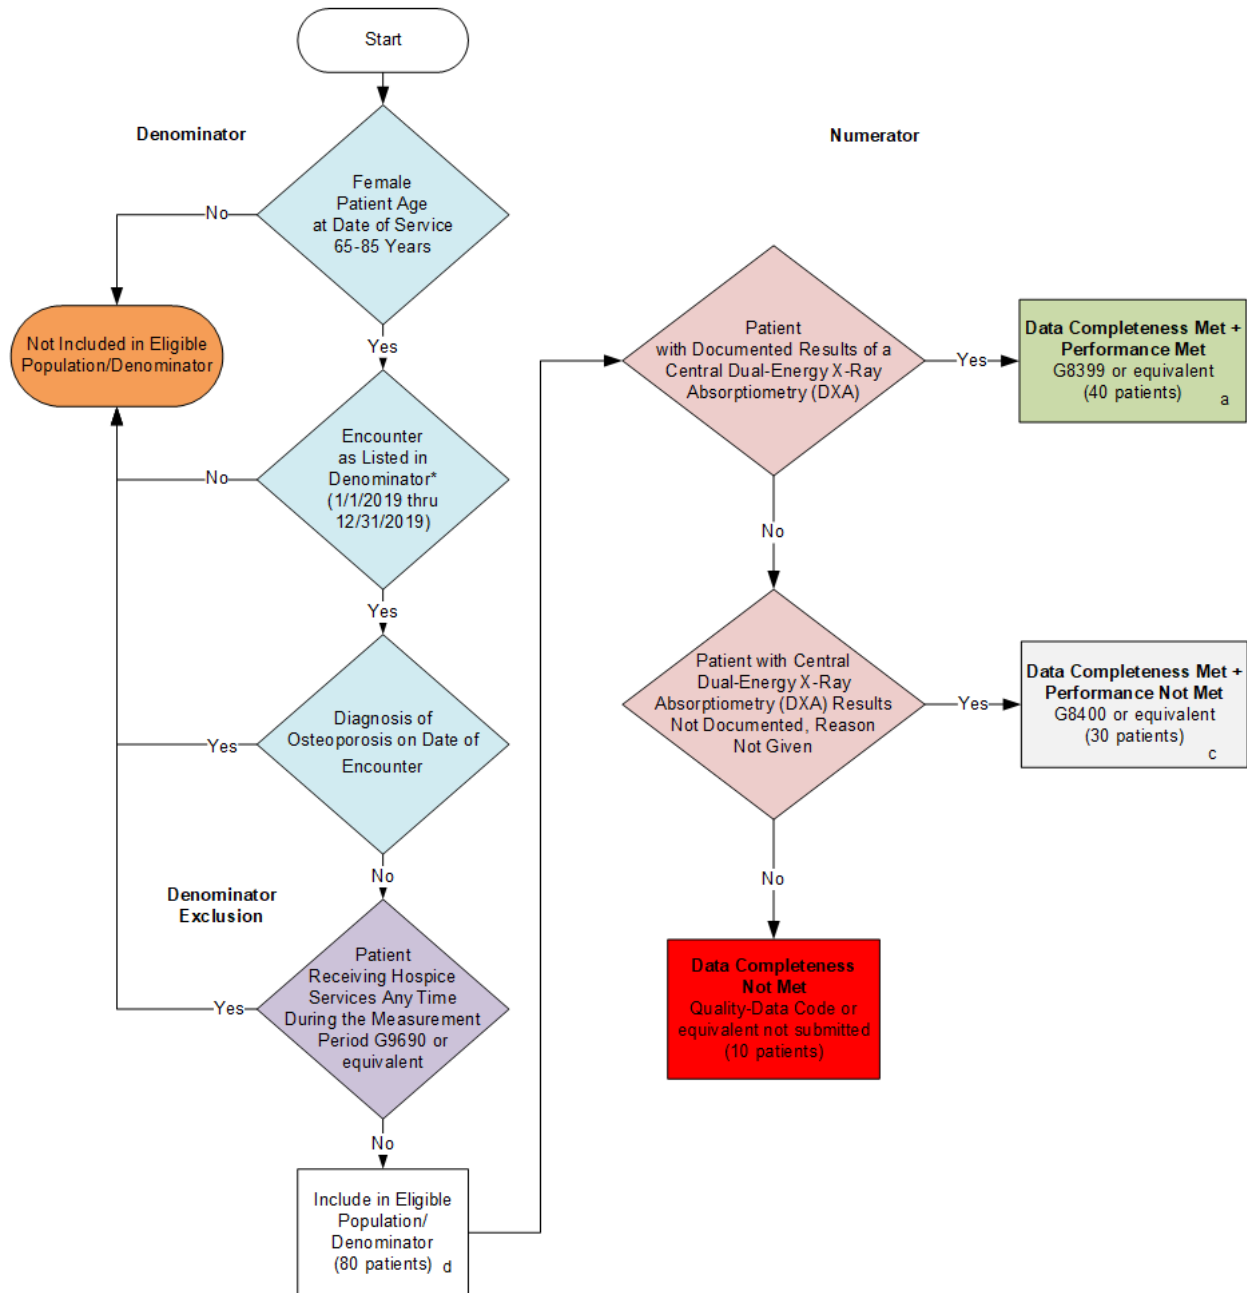 Start
Denominator
Female
Patient Age
at Date of Service
65-85 Years
No
Not Included in Eligible
Population/Denominator
Yes
Encounter
as Listed in
Denominator*
(1/1/2019 thru
12/31/2019)
No
Yes
Diagnosis of
Osteoporosis on Date of
Encounter
Yes
No
Denominator
Exclusion
Patient
Receiving Hospice
Services Any Time
During the Measurement
Period G9690 or
equivalent
Yes
No
Include in Eligible
Population/
Denominator
(80 patients) d
Numerator
Patient
with Documented Results of a
Central Dual-Energy X-Ray
Absorptiometry (DXA)
Yes
Data Completeness Met +
Performance Met
G8399 or equivalent
(40 patients)
a
No
Patient with Central
Dual-Energy X-Ray
Absorptiometry (DXA) Results
Not Documented, Reason
Not Given
Yes
Data Completeness Met +
Performance Not Met
G8400 or equivalent
(30 patients)
c
No
Data Completeness
Not Met
Quality-Data Code or
equivalent not submitted
(10 patients)